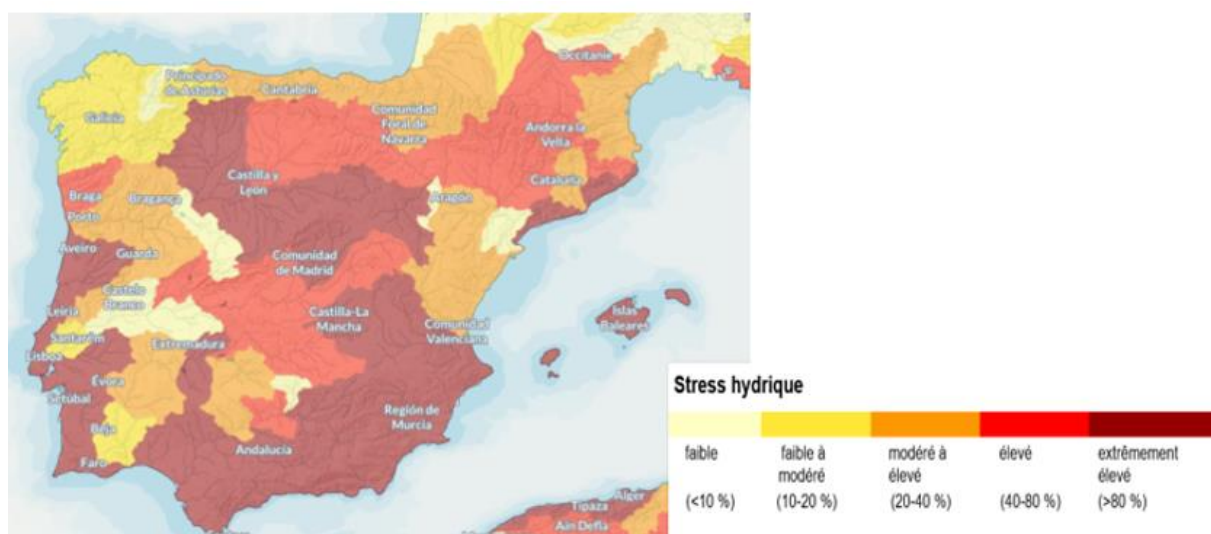 Occitanie
Principado
de Asturias
Cantabria
Galicia
Comunidad
Foral de
Navarra
Andorra la
Vella
Castilla y
León
Cataluña
Braga
Bragança
Aragón
Porto
Aveiro
Guarda
Comunidad
de Madrid
Castelo
Branco
Leiria
Castilla-La
Mancha
Islas
Baleares
Santarém
Comunidad
Valenciana
Extremadura
Lisboa
Évora
Setúbal
Región de
Murcia
Beja
Andalucía
Faro
Alger
Tipaza
Aïn Defla
Stress hydrique
faible
(<10 %)
faible à
modéré
(10-20 %)
modéré à
élevé
(20-40 %)
élevé
(40-80 %)
extrêmement
élevé
(>80 %)